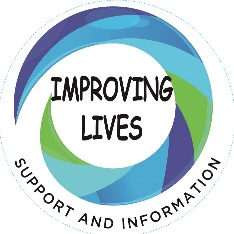 IMPROVING
LIVES
SUPPORT AND INFORMATION